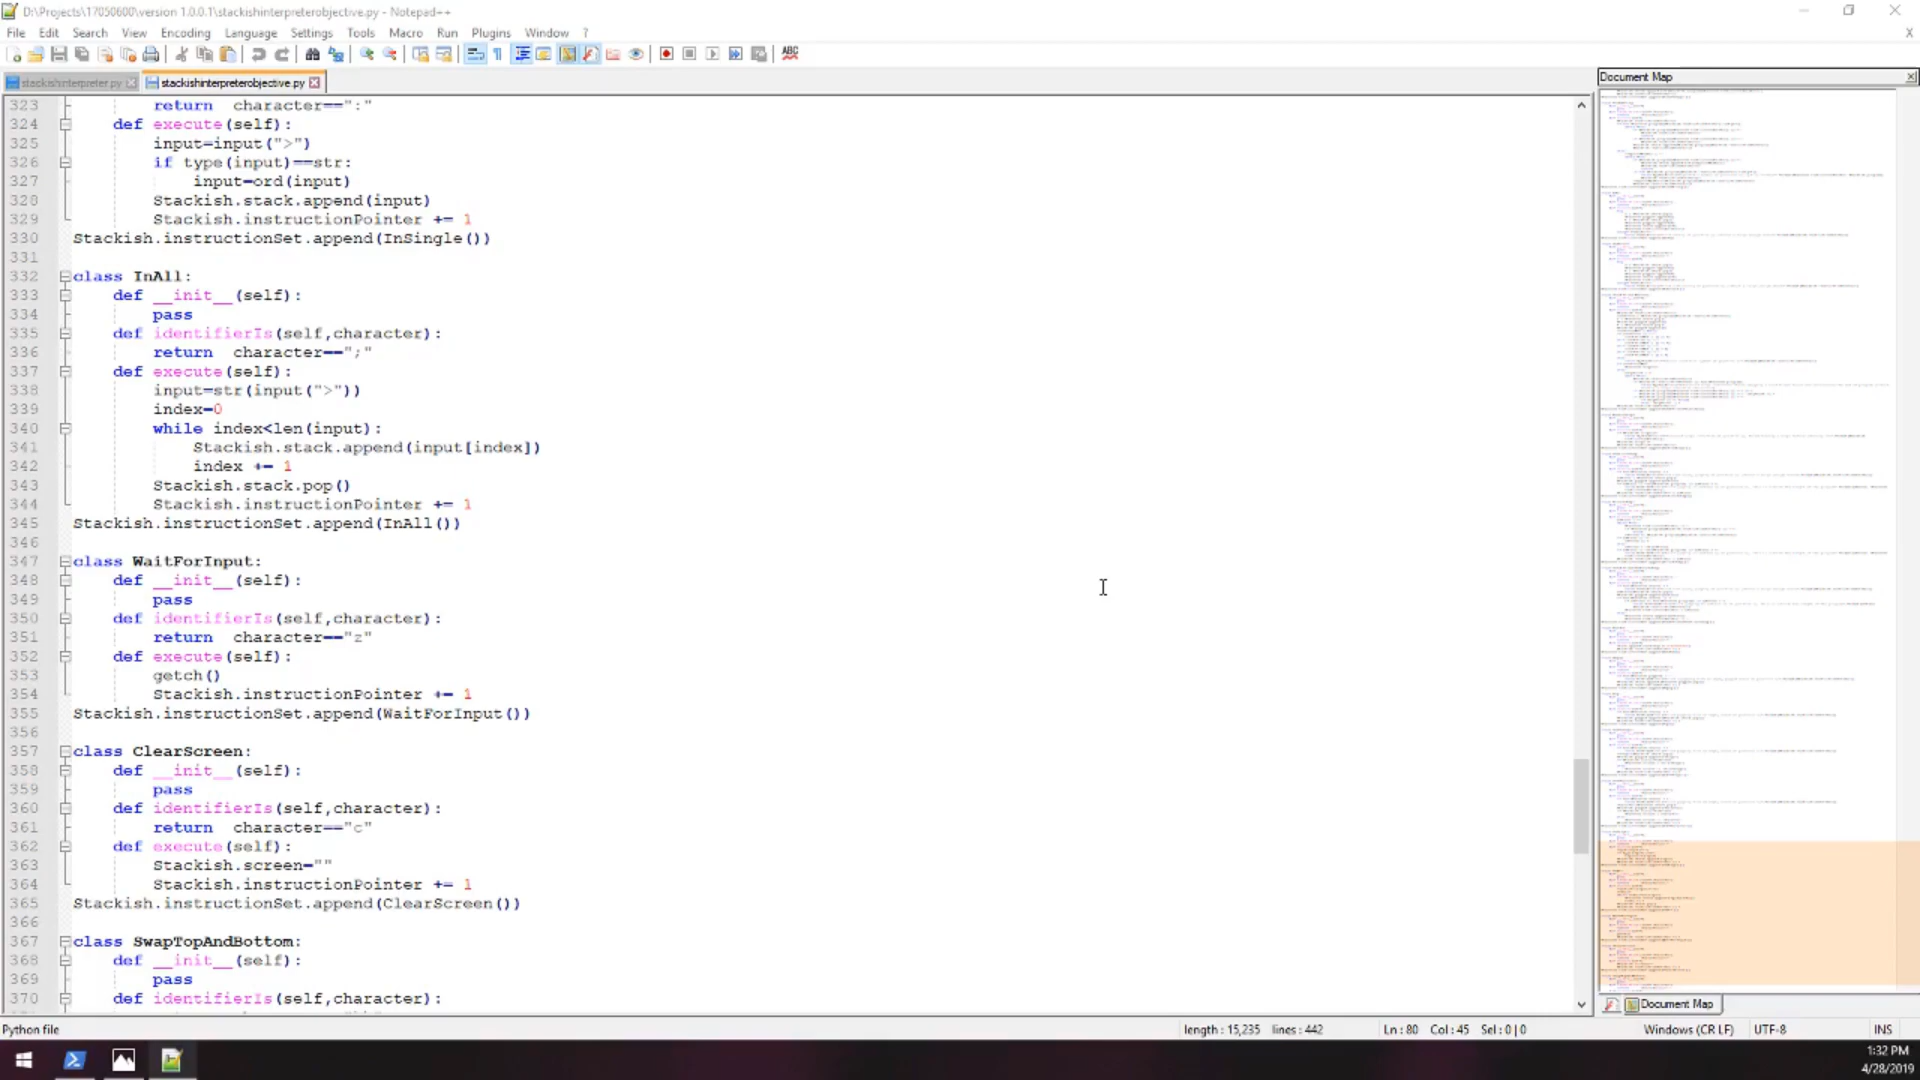 D:\Projects\17050600\version 1.0.0.1\stackishinterpreterobjective.py - Notepad++
File Edit Search View Encoding Language Settings Tools Macro Run Plugins Window ? X
stackishinterpreter.py stackishinterpreterobjective.py
323 return  character==":"
324 def execute(self):
325 input=input(">")
326 if type(input)==str:
327 input=ord(input)
328 Stackish.stack.append(input)
329 Stackish.instructionPointer += 1
330 Stackish.instructionSet.append(InSingle())
331
332 class InAll:
333 def __init__(self):
334 pass
335 def identifierIs(self,character):
336 return  character==";"
337 def execute(self):
338 input=str(input(">"))
339 index=0
340 while index<len(input):
341 Stackish.stack.append(input[index])
342 index += 1
343 Stackish.stack.pop()
344 Stackish.instructionPointer += 1
345 Stackish.instructionSet.append(InAll())
346
347 class WaitForInput:
348 def __init__(self):
349 pass
350 def identifierIs(self,character):
351 return  character=="z"
352 def execute(self):
353 getch()
354 Stackish.instructionPointer += 1
355 Stackish.instructionSet.append(WaitForInput())
356
357 class ClearScreen:
358 def __init__(self):
359 pass
360 def identifierIs(self,character):
361 return  character=="c"
362 def execute(self):
363 Stackish.screen=""
364 Stackish.instructionPointer += 1
365 Stackish.instructionSet.append(ClearScreen())
366
367 class SwapTopAndBottom:
368 def __init__(self):
369 pass
370 def identifierIs(self,character):
Document Map
Document Map
Python file length : 15,235 lines : 442 Ln : 80 Col : 45 Sel : 0 | 0 Windows (CR LF) UTF-8 INS
1:32 PM
4/28/2019